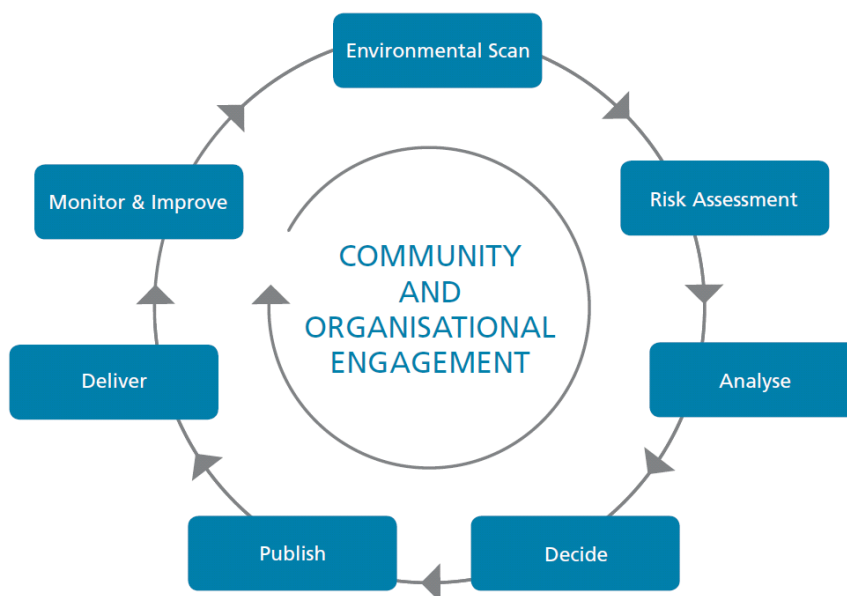 Environmental Scan
Risk Assessment
Analyse
Decide
Publish
Deliver
Monitor & Improve
COMMUNITY
AND
ORGANISATIONAL
ENGAGEMENT